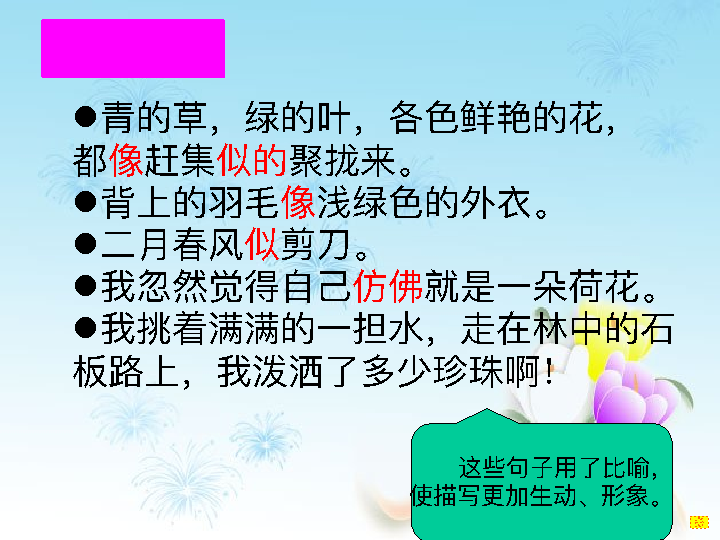 ●青的草，绿的叶，各色鲜艳的花，
都像赶集似的聚拢来。
●背上的羽毛像浅绿色的外衣。
●二月春风似剪刀。
●我忽然觉得自己仿佛就是一朵荷花。
●我挑着满满的一担水，走在林中的石
板路上，我泼洒了多少珍珠啊！
这些句子用了比喻，
使描写更加生动、形象。